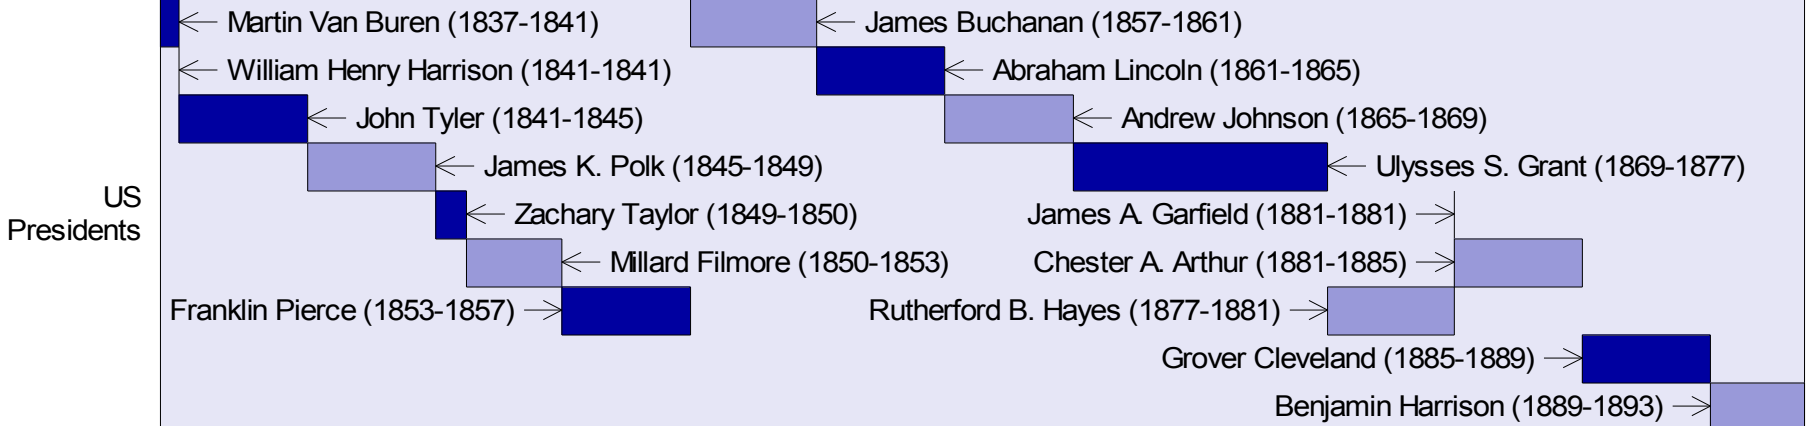 Martin Van Buren (1837-1841)
James Buchanan (1857-1861)
William Henry Harrison (1841-1841)
Abraham Lincoln (1861-1865)
John Tyler (1841-1845)
Andrew Johnson (1865-1869)
James K. Polk (1845-1849)
Ulysses S. Grant (1869-1877)
US
Presidents
Zachary Taylor (1849-1850)
James A. Garfield (1881-1881)
Millard Filmore (1850-1853)
Chester A. Arthur (1881-1885)
Franklin Pierce (1853-1857)
Rutherford B. Hayes (1877-1881)
Grover Cleveland (1885-1889)
Benjamin Harrison (1889-1893)